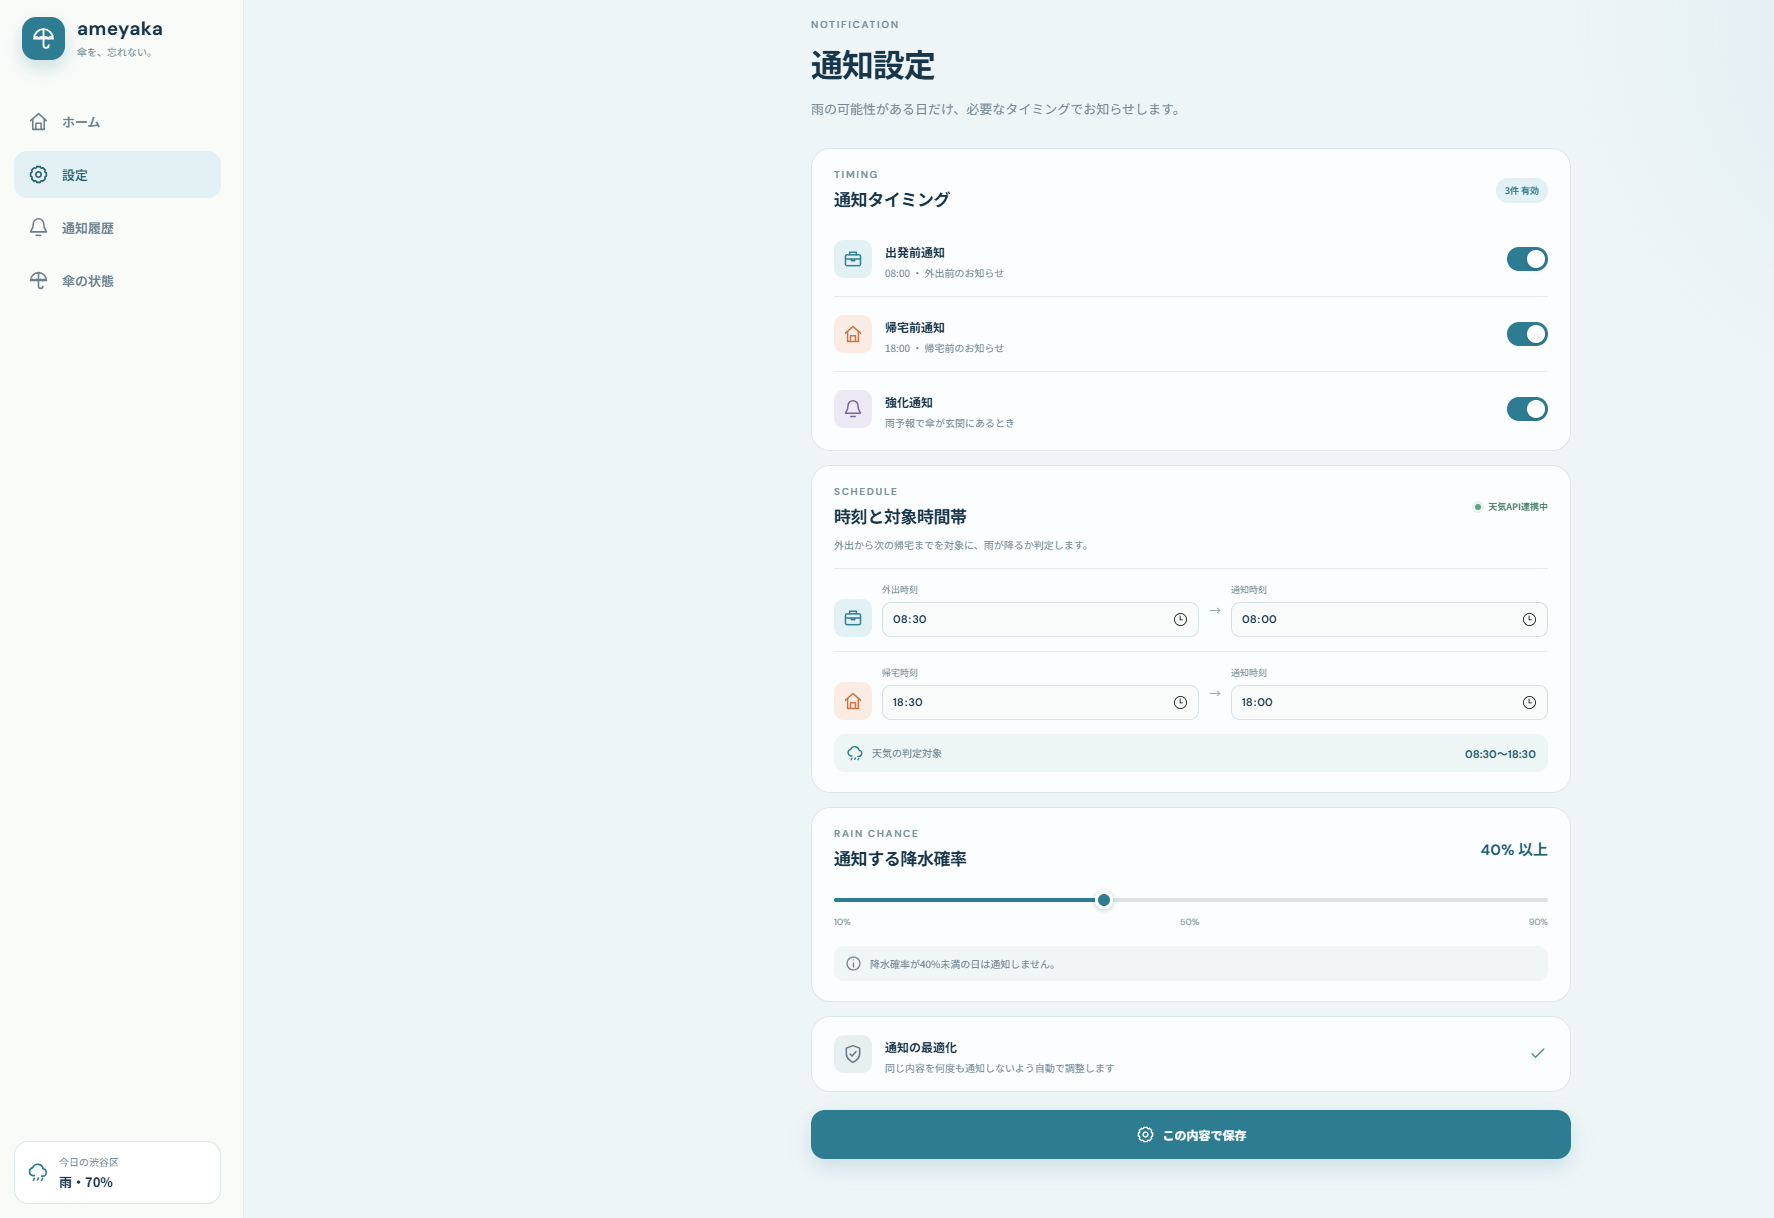 ameyaka
傘を、忘れない。
ホーム
設定
通知履歴
傘の状態
今日の渋谷区
雨・70%
NOTIFICATION
通知設定
雨の可能性がある日だけ、必要なタイミングでお知らせします。
TIMING
通知タイミング
3件 有効
出発前通知
08:00 ・ 外出前のお知らせ
帰宅前通知
18:00 ・ 帰宅前のお知らせ
強化通知
雨予報で傘が玄関にあるとき
SCHEDULE
時刻と対象時間帯
天気API連携中
外出から次の帰宅までを対象に、雨が降るか判定します。
外出時刻
08:30
→
通知時刻
08:00
帰宅時刻
18:30
→
通知時刻
18:00
天気の判定対象
08:30〜18:30
RAIN CHANCE
通知する降水確率
40% 以上
10%
50%
90%
降水確率が40%未満の日は通知しません。
通知の最適化
同じ内容を何度も通知しないよう自動で調整します
この内容で保存